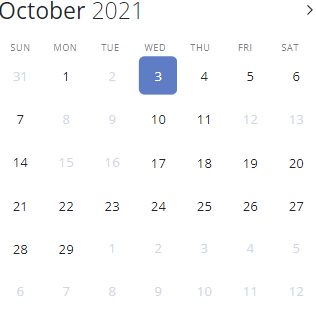 October 2021
SUN MON TUE WED THU FRI SAT
31 1 2 3 4 5 6
7 8 9 10 11 12 13
14 15 16 17 18 19 20
21 22 23 24 25 26 27
28 29 1 2 3 4 5
6 7 8 9 10 11 12